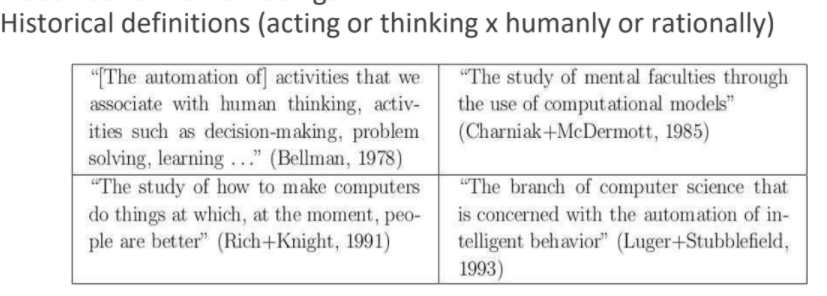 Historical definitions (acting or thinking x humanly or rationally)
“[The automation of] activities that we
associate with human thinking, activ-
ities such as decision-making, problem
solving, learning ...” (Bellman, 1978)
“The study of mental faculties through
the use of computational models”
(Charniak+McDermott, 1985)
“The study of how to make computers
do things at which, at the moment, peo-
ple are better” (Rich+Knight, 1991)
“The branch of computer science that
is concerned with the automation of in-
telligent behavior” (Luger+Stubblefield,
1993)